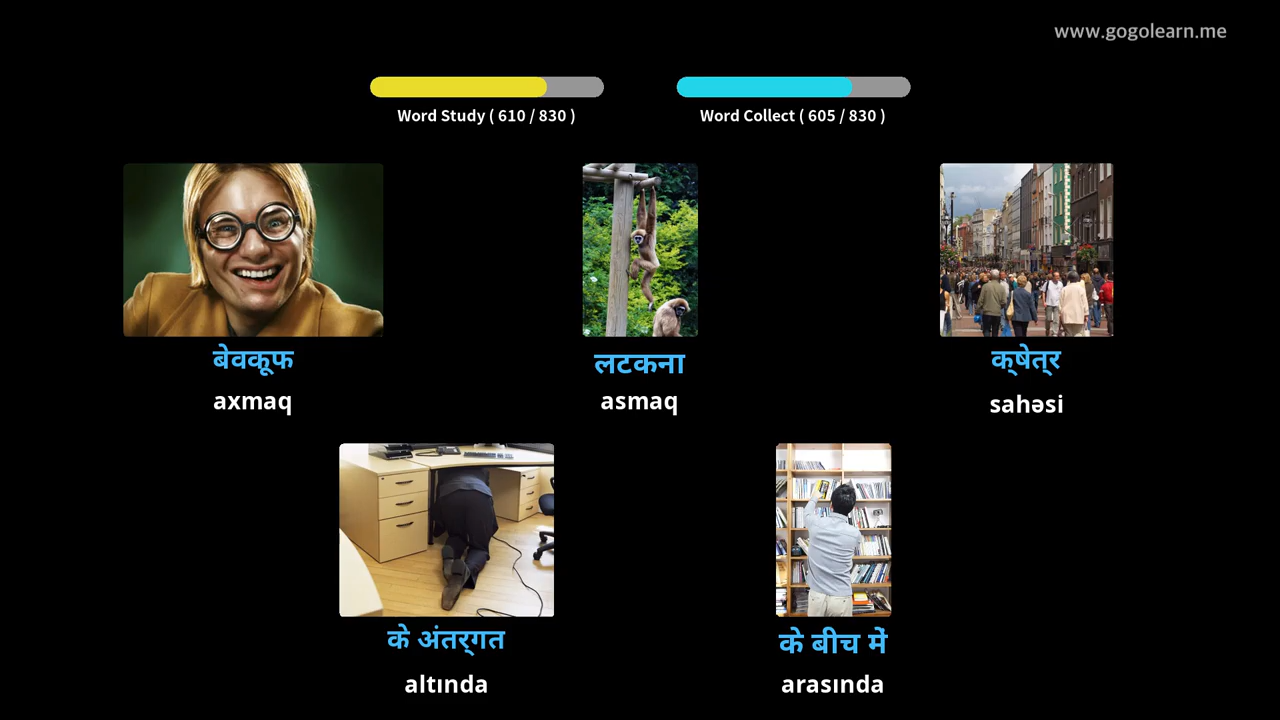 www.gogolearn.me
Word Study ( 610 / 830 )
Word Collect ( 605 / 830 )
बेवकूफ
axmaq
लटकना
asmaq
क्षेत्र
sahəsi
के अंतर्गत
altında
के बीच में
arasında